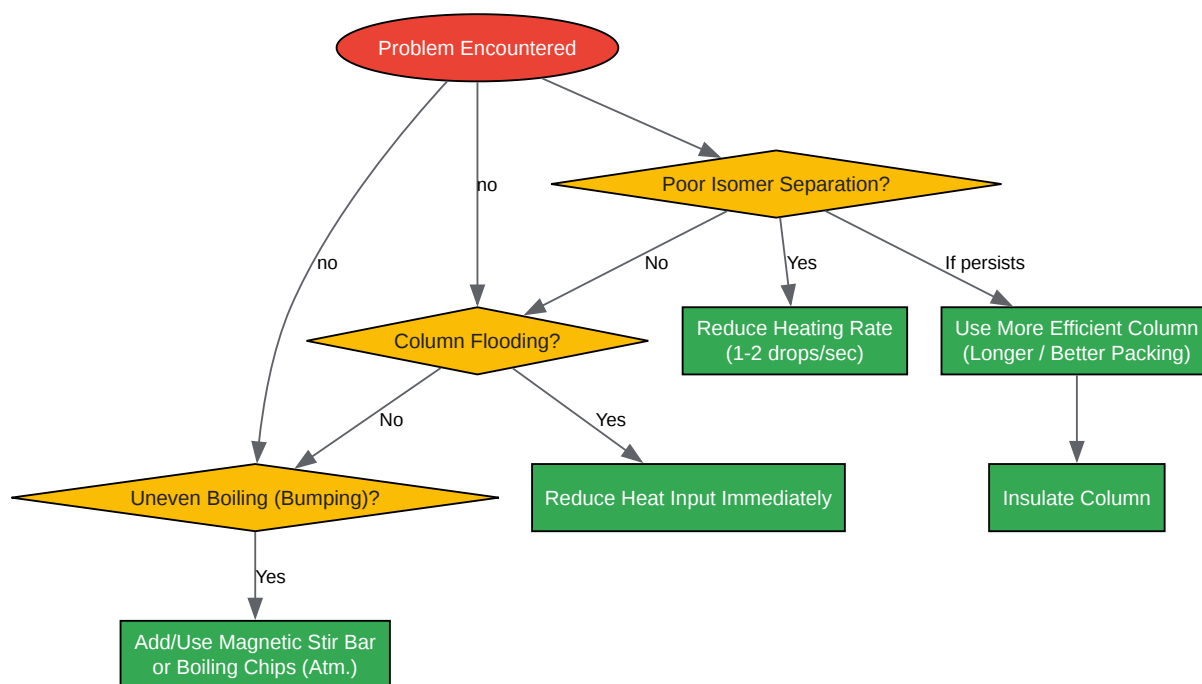 Problem Encountered
no
Poor Isomer Separation?
no
No
Yes
If persists
Column Flooding?
Reduce Heating Rate
(1-2 drops/sec)
Use More Efficient Column
(Longer / Better Packing)
No
Yes
Uneven Boiling (Bumping)?
Reduce Heat Input Immediately
Insulate Column
Yes
Add/Use Magnetic Stir Bar
or Boiling Chips (Atm.)